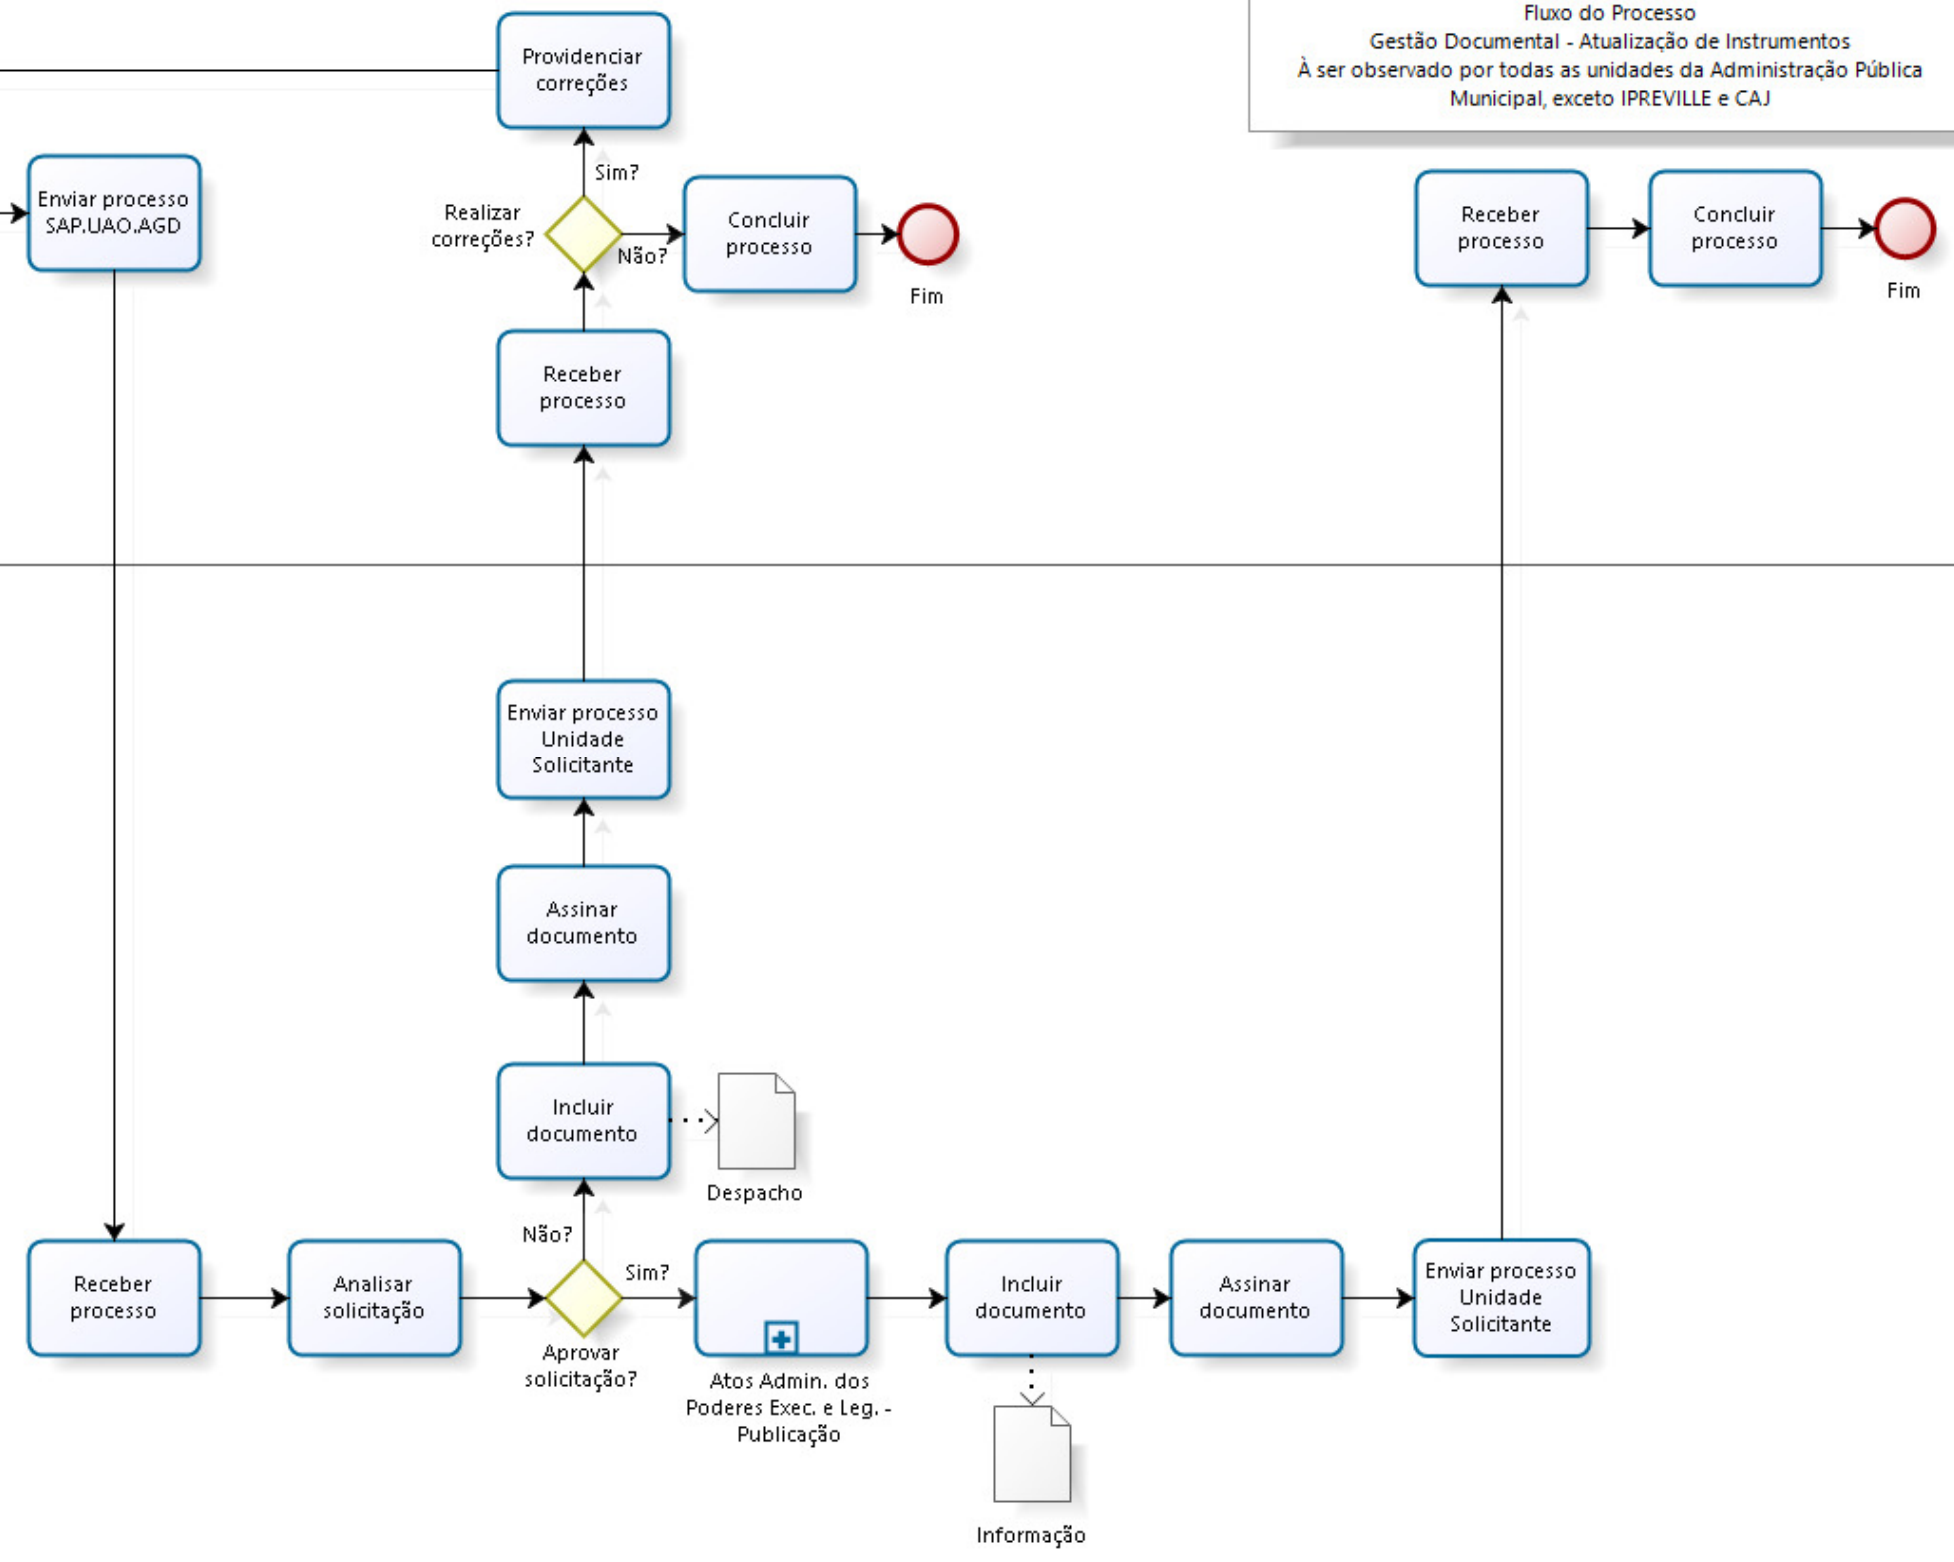 Fluxo do Processo
Gestão Documental - Atualização de Instrumentos
À ser observado por todas as unidades da Administração Pública
Municipal, exceto IPREVILLE e CAJ
Providenciar
correções
Sim?
Enviar processo
SAP.UAO.AGD
Realizar
correções?
Não?
Concluir
processo
Fim
Receber
processo
Concluir
processo
Fim
Receber
processo
Enviar processo
Unidade
Solicitante
Assinar
documento
Incluir
documento
Despacho
Não?
Receber
processo
Analisar
solicitação
Aprovar
solicitação?
Sim?
Atos Admin. dos
Poderes Exec. e Leg. -
Publicação
Incluir
documento
Informação
Assinar
documento
Enviar processo
Unidade
Solicitante